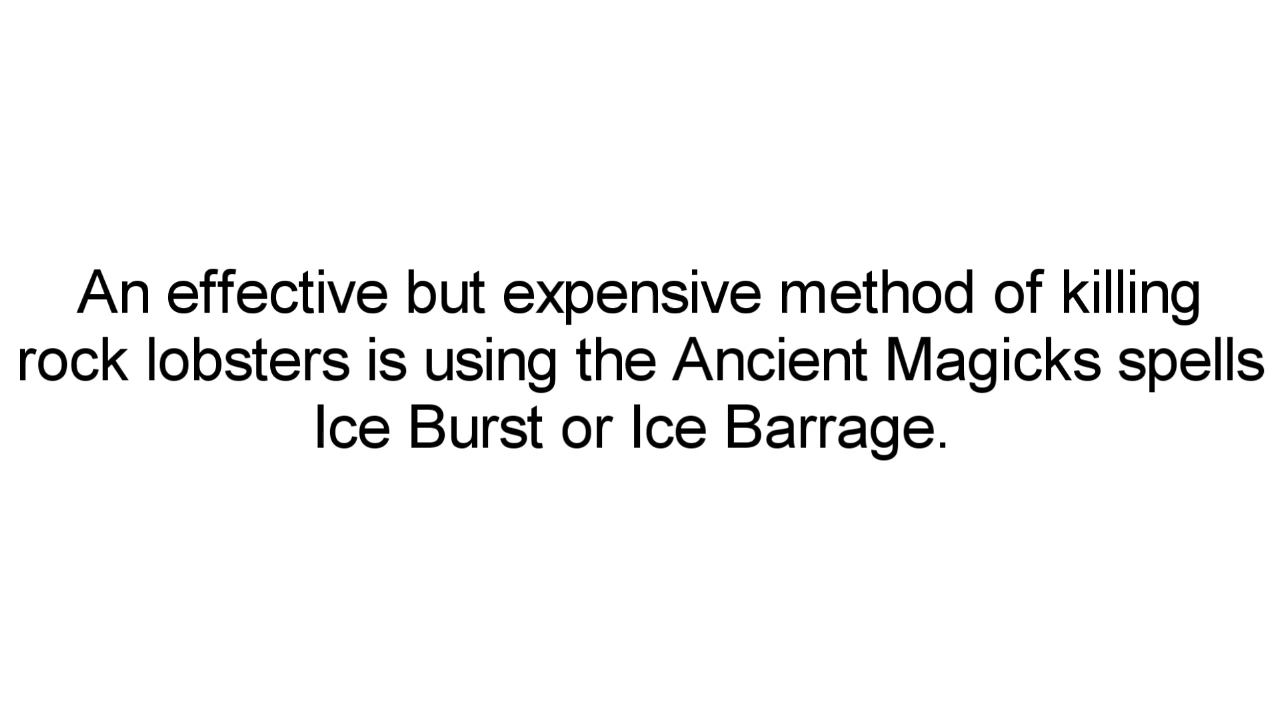 An effective but expensive method of killing
rock lobsters is using the Ancient Magicks spells
Ice Burst or Ice Barrage.